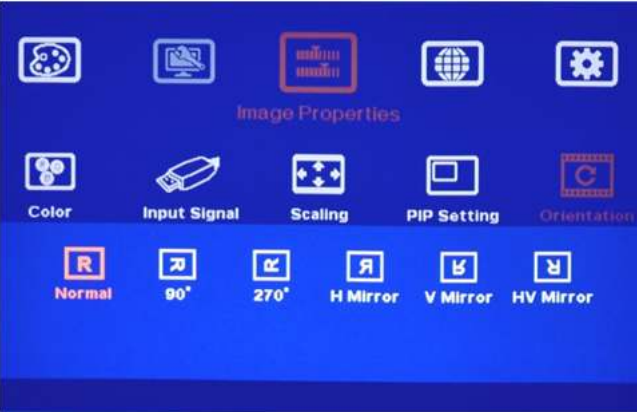 Image Properties
Color Input Signal Scaling PIP Setting Orientation
R R R R R R
Normal 90° 270° H Mirror V Mirror HV Mirror